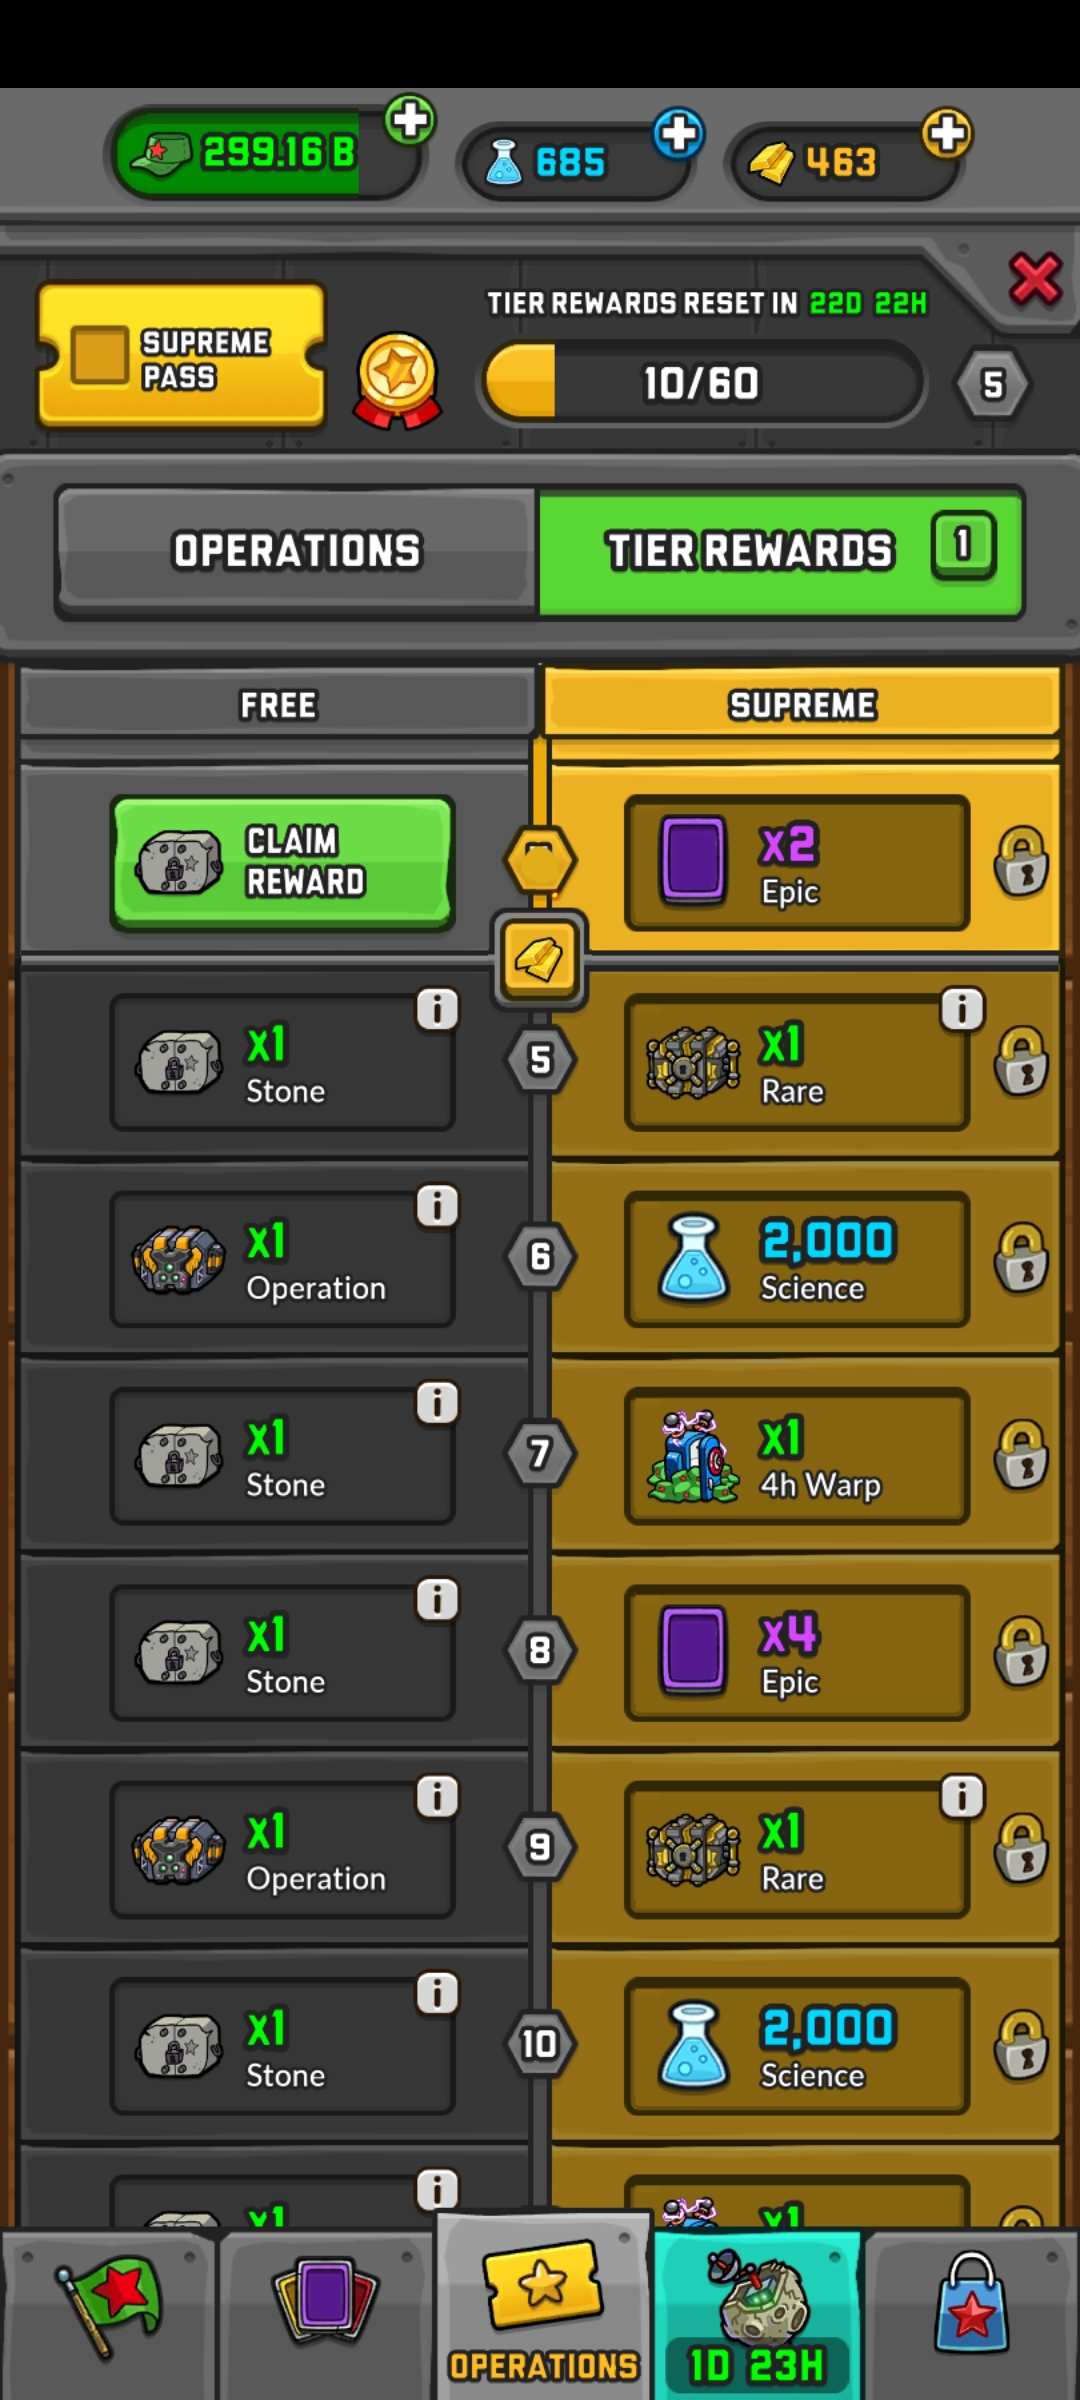 299.16 B
685
463
TIER REWARDS RESET IN 22D 22H
SUPREME
PASS
10/60
5
OPERATIONS
TIER REWARDS
1
FREE
SUPREME
CLAIM
REWARD
x2
Epic
i
i
x1
Stone
5
x1
Rare
i
x1
Operation
6
2,000
Science
i
x1
Stone
7
x1
4h Warp
i
x1
Stone
8
x4
Epic
i
i
x1
Operation
9
x1
Rare
i
x1
Stone
10
2,000
Science
i
x1
x1
OPERATIONS
1D 23H